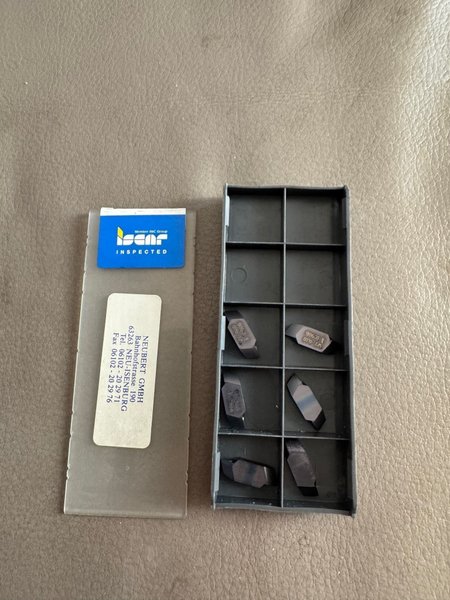 Member IMC Group
Iscar
INSPECTED
NEUBERT GMBH
Bahnhofstrasse 190
63263 NEU-ISENBURG
Tel. 06102 - 20 29 71
Fax 06102 - 20 29 76